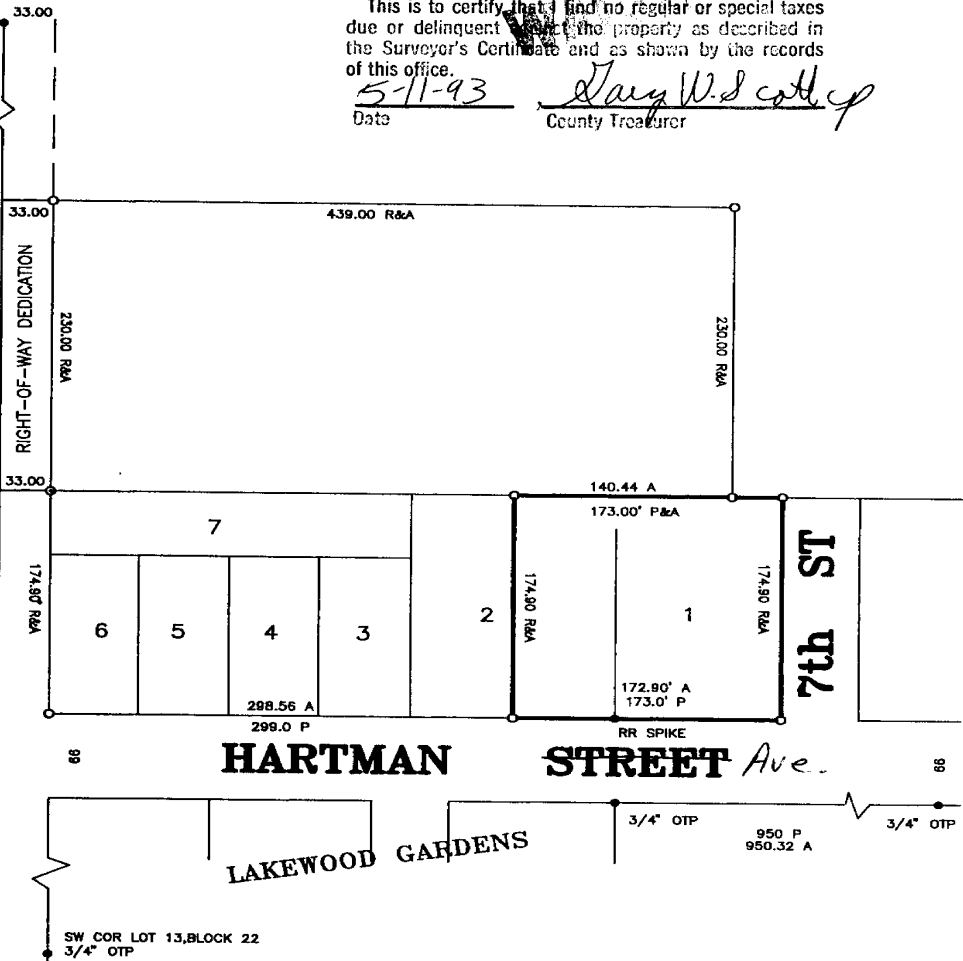 33.00
This is to certify that I find no regular or special taxes
due or delinquent against the property as described in
the Surveyor's Certificate and as shown by the records
of this office.
5-11-93
Gary W. Scott
Date
County Treasurer
33.00
439.00 R&A
RIGHT-OF-WAY DEDICATION
230.00 R&A
230.00 R&A
33.00
140.44 A
173.00' P&A
7
174.90' R&A
6
5
4
3
2
174.90 R&A
1
174.90 R&A
7th ST
172.90' A
173.0' P
298.56 A
299.0 P
RR SPIKE
66
HARTMAN STREET Ave.
66
3/4" OTP
950 P
950.32 A
3/4" OTP
LAKEWOOD GARDENS
SW COR LOT 13,BLOCK 22
3/4" OTP